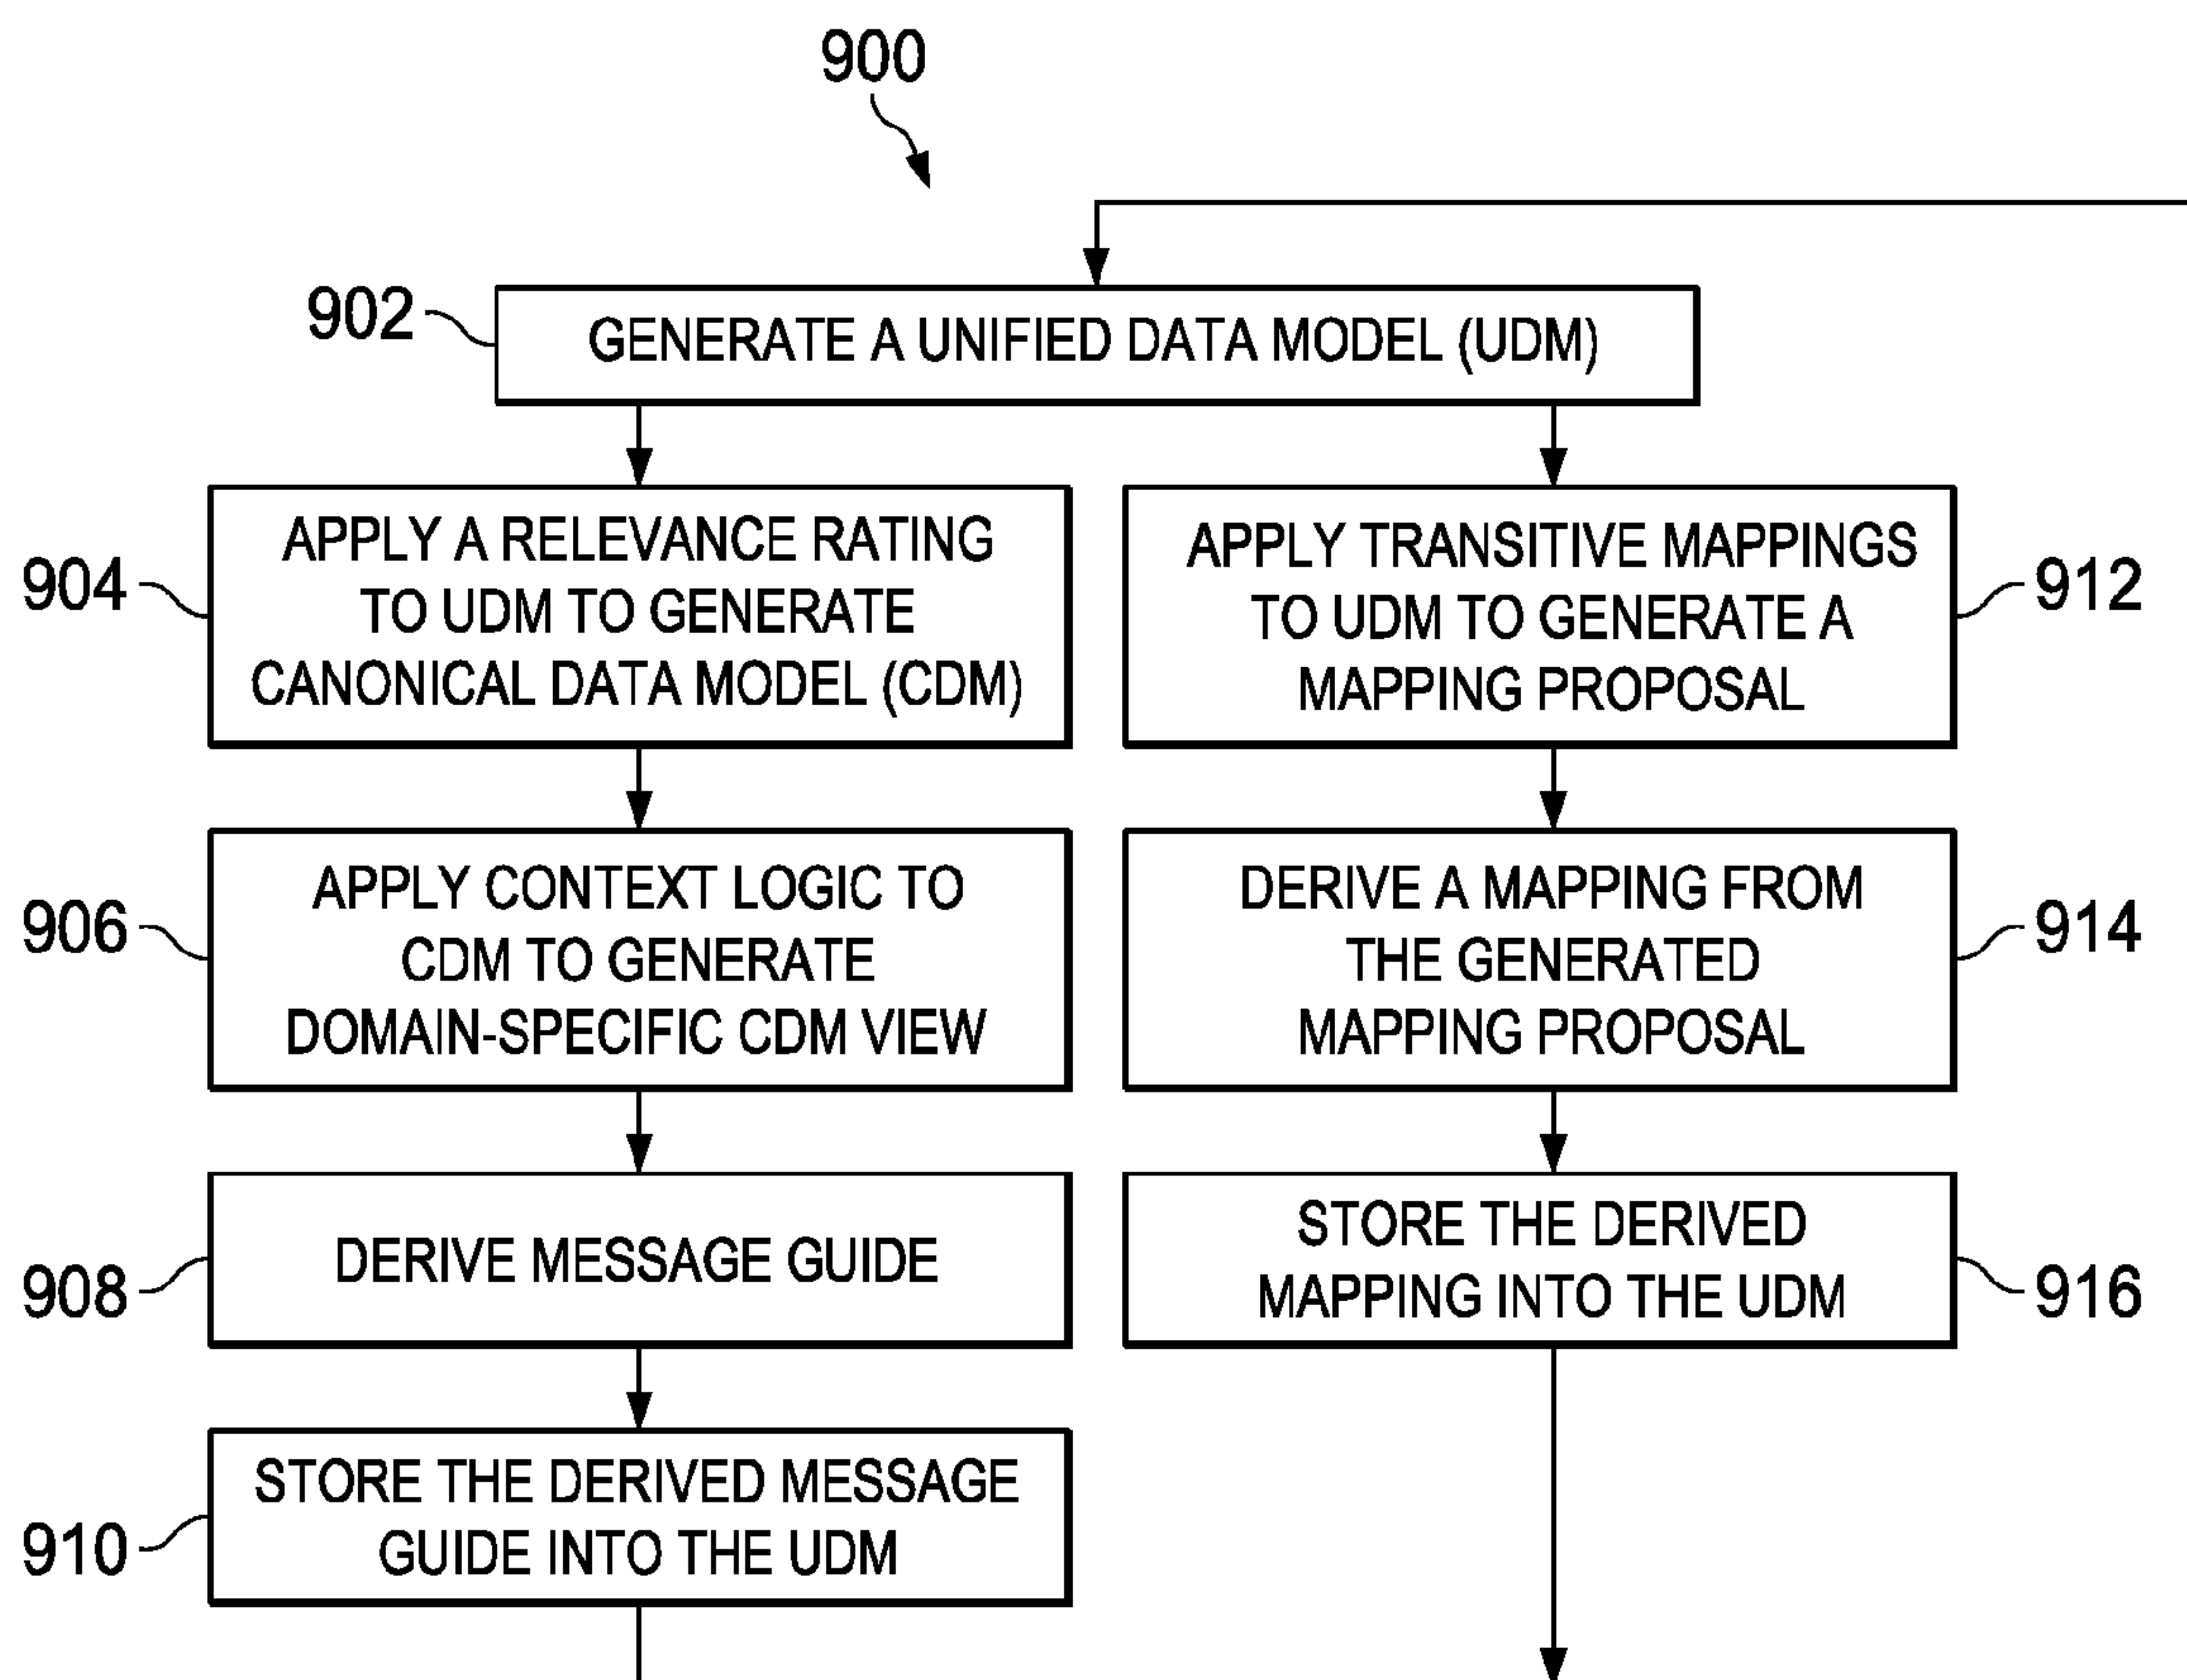 900
902
GENERATE A UNIFIED DATA MODEL (UDM)
904
APPLY A RELEVANCE RATING
TO UDM TO GENERATE
CANONICAL DATA MODEL (CDM)
906
APPLY CONTEXT LOGIC TO
CDM TO GENERATE
DOMAIN-SPECIFIC CDM VIEW
908
DERIVE MESSAGE GUIDE
910
STORE THE DERIVED MESSAGE
GUIDE INTO THE UDM
APPLY TRANSITIVE MAPPINGS
TO UDM TO GENERATE A
MAPPING PROPOSAL
912
DERIVE A MAPPING FROM
THE GENERATED
MAPPING PROPOSAL
914
STORE THE DERIVED
MAPPING INTO THE UDM
916